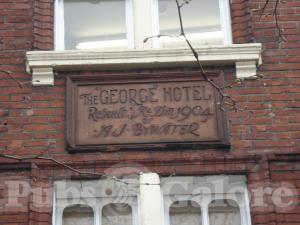 The "GEORGE" HOTEL
Rebuilt A.D. 1904
A.J. BYWATER
Pubs Galore